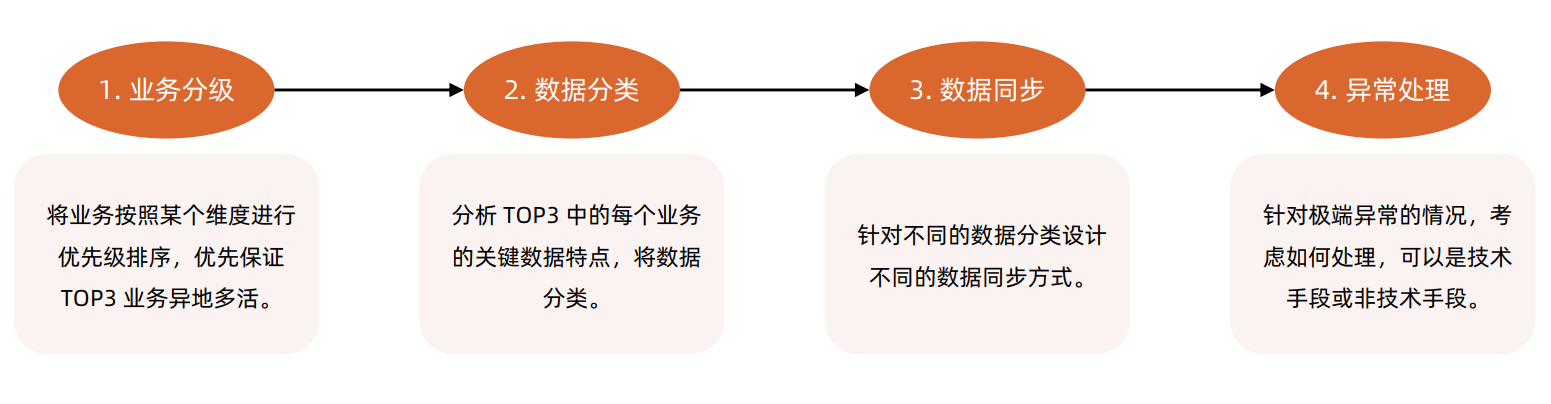 1. 业务分级
2. 数据分类
3. 数据同步
4. 异常处理
将业务按照某个维度进行
优先级排序，优先保证
TOP3 业务异地多活。
分析 TOP3 中的每个业务
的关键数据特点，将数据
分类。
针对不同的数据分类设计
不同的数据同步方式。
针对极端异常的情况，考
虑如何处理，可以是技术
手段或非技术手段。